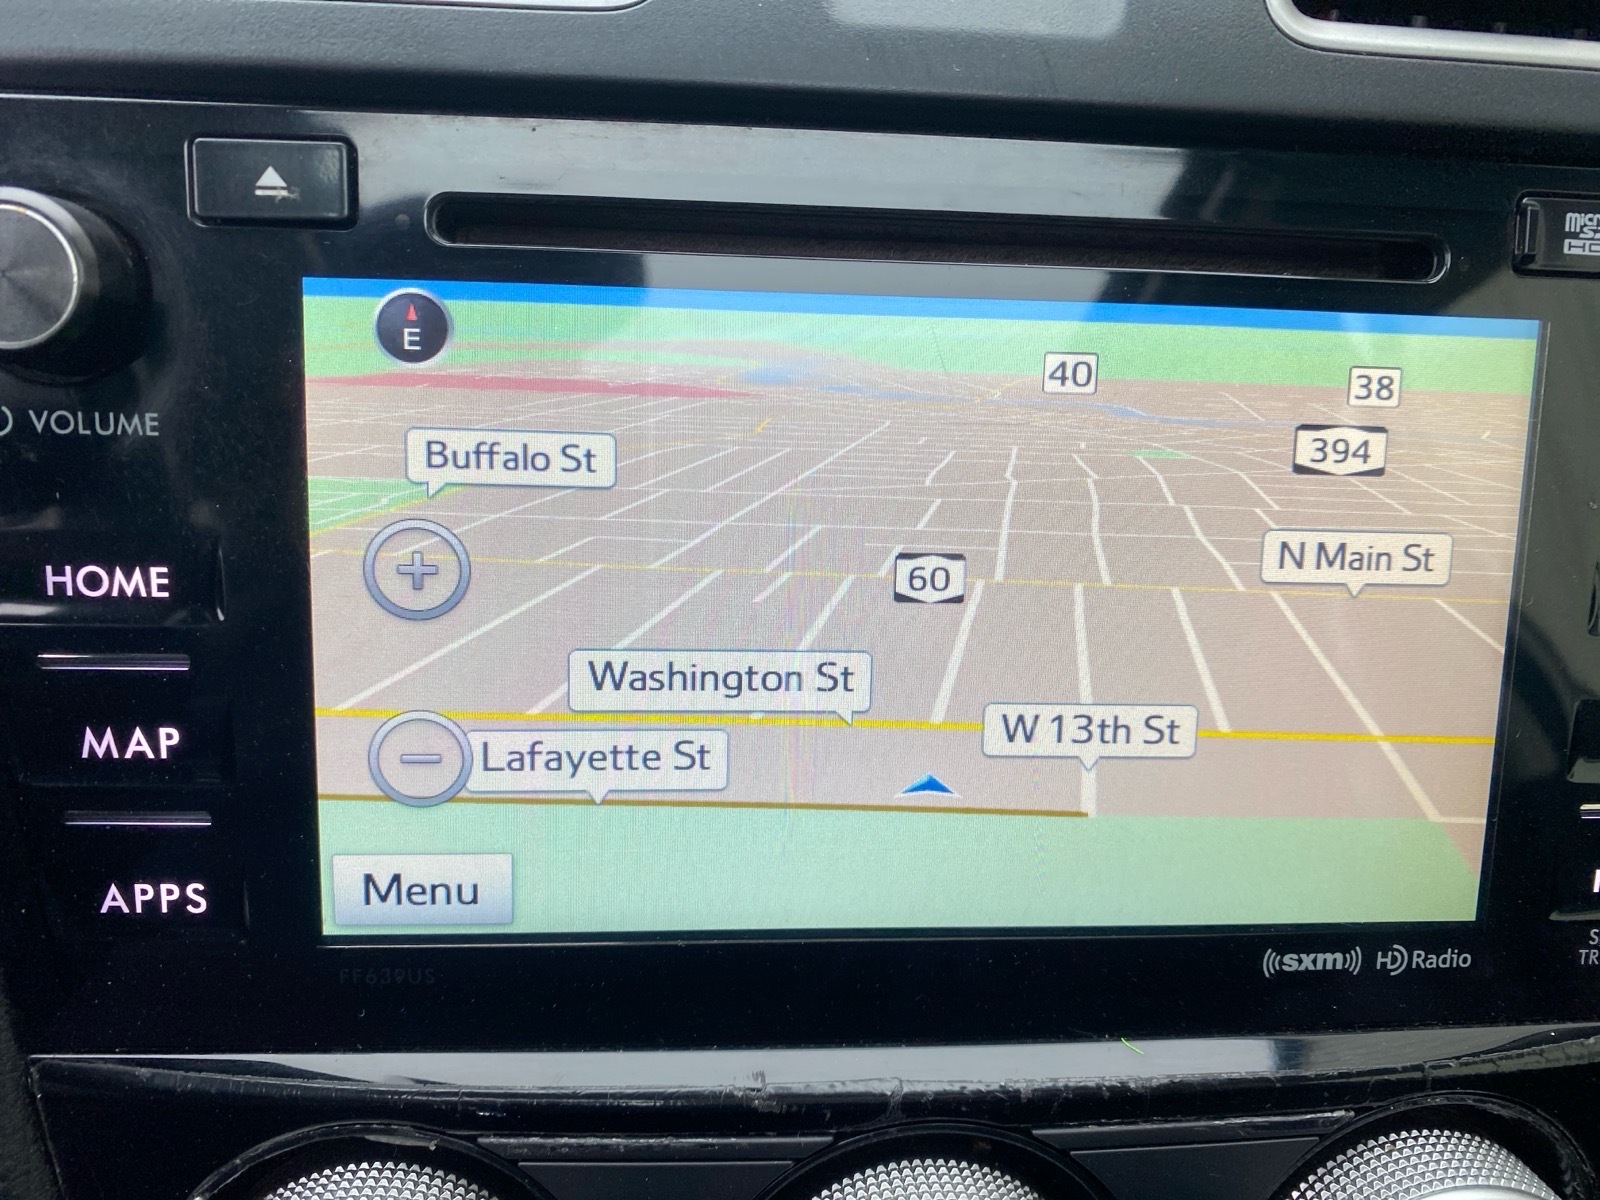 E
40
38
394
Buffalo St
N Main St
60
Washington St
W 13th St
Lafayette St
Menu
VOLUME
HOME
MAP
APPS
FF639US
sxm
HD Radio